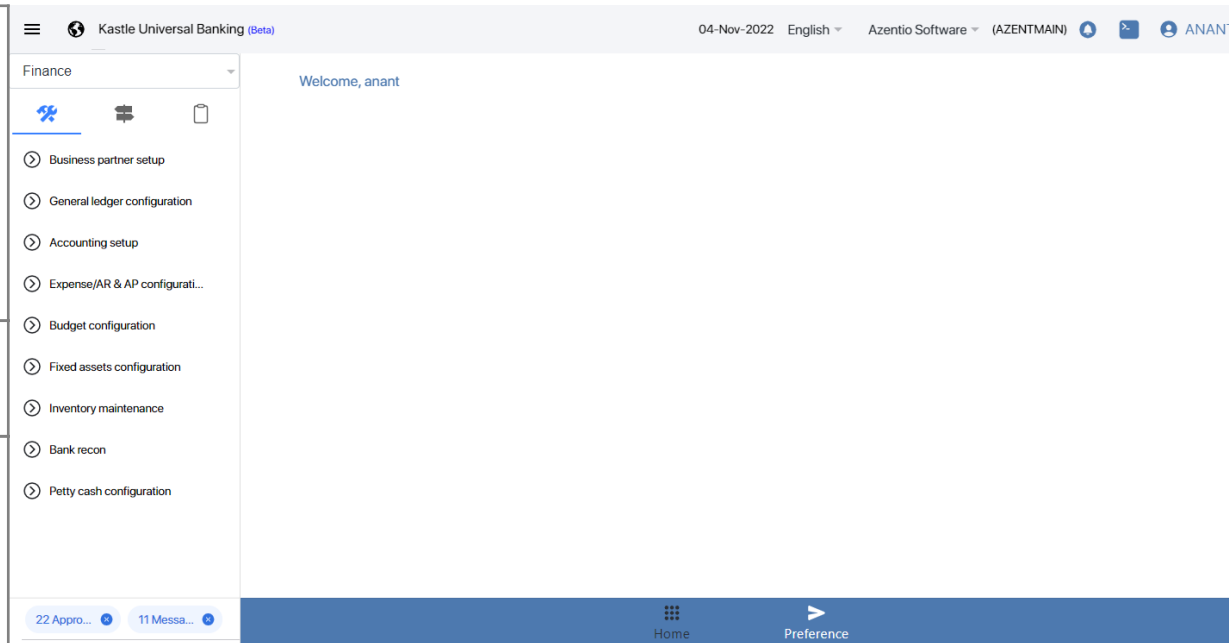 Kastle Universal Banking (Beta)
04-Nov-2022 English Azentio Software (AZENTMAIN) ANANT
Finance
Welcome, anant
Business partner setup
General ledger configuration
Accounting setup
Expense/AR & AP configurati...
Budget configuration
Fixed assets configuration
Inventory maintenance
Bank recon
Petty cash configuration
22 Appro... 11 Messa...
Home Preference